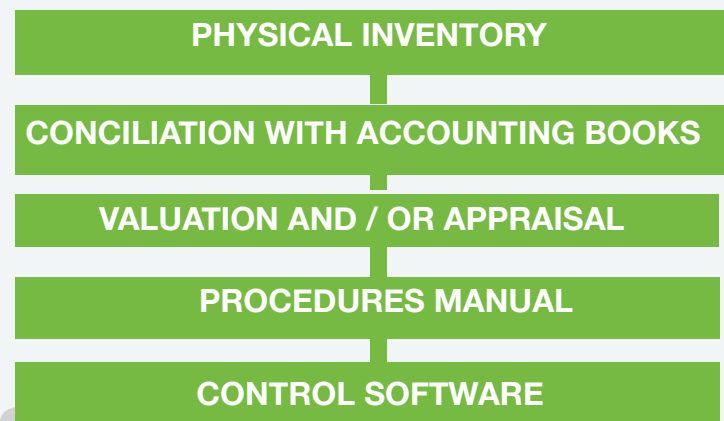 PHYSICAL INVENTORY
CONCILIATION WITH ACCOUNTING BOOKS
VALUATION AND / OR APPRAISAL
PROCEDURES MANUAL
CONTROL SOFTWARE